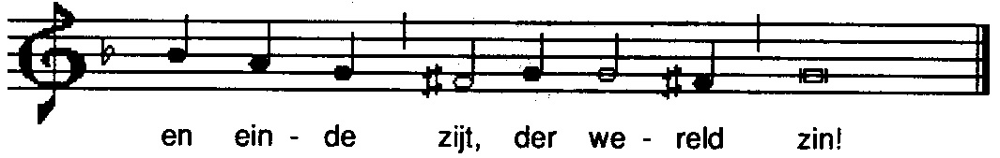 en ein - de zijt, der we - reld zin!